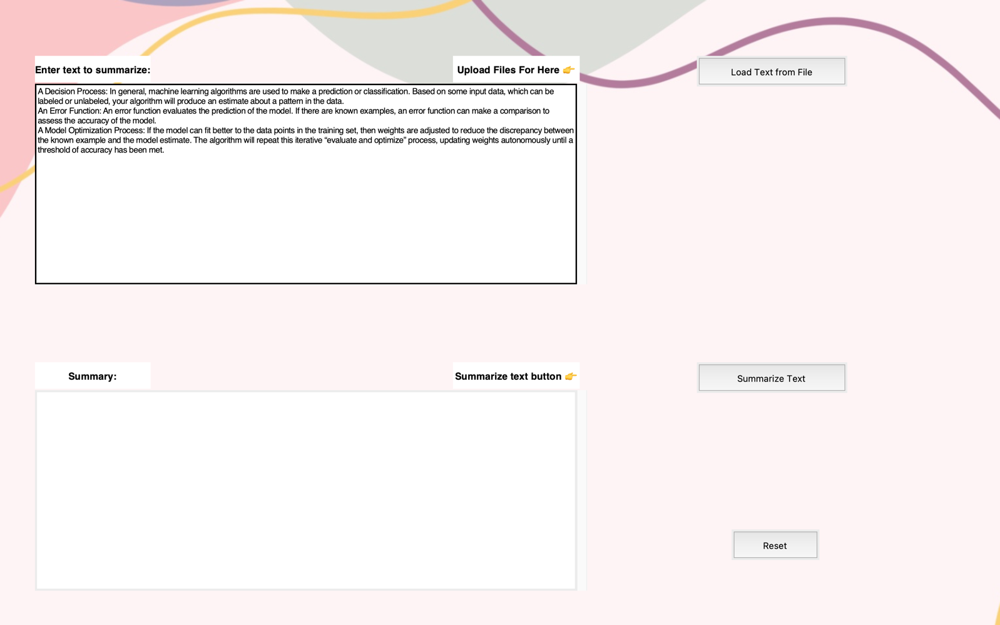 Enter text to summarize:
Upload Files For Here 👉
Load Text from File
A Decision Process: In general, machine learning algorithms are used to make a prediction or classification. Based on some input data, which can be
labeled or unlabeled, your algorithm will produce an estimate about a pattern in the data.
An Error Function: An error function evaluates the prediction of the model. If there are known examples, an error function can make a comparison to
assess the accuracy of the model.
A Model Optimization Process: If the model can fit better to the data points in the training set, then weights are adjusted to reduce the discrepancy between
the known example and the model estimate. The algorithm will repeat this iterative “evaluate and optimize” process, updating weights autonomously until a
threshold of accuracy has been met.
Summary:
Summarize text button 👉
Summarize Text
Reset